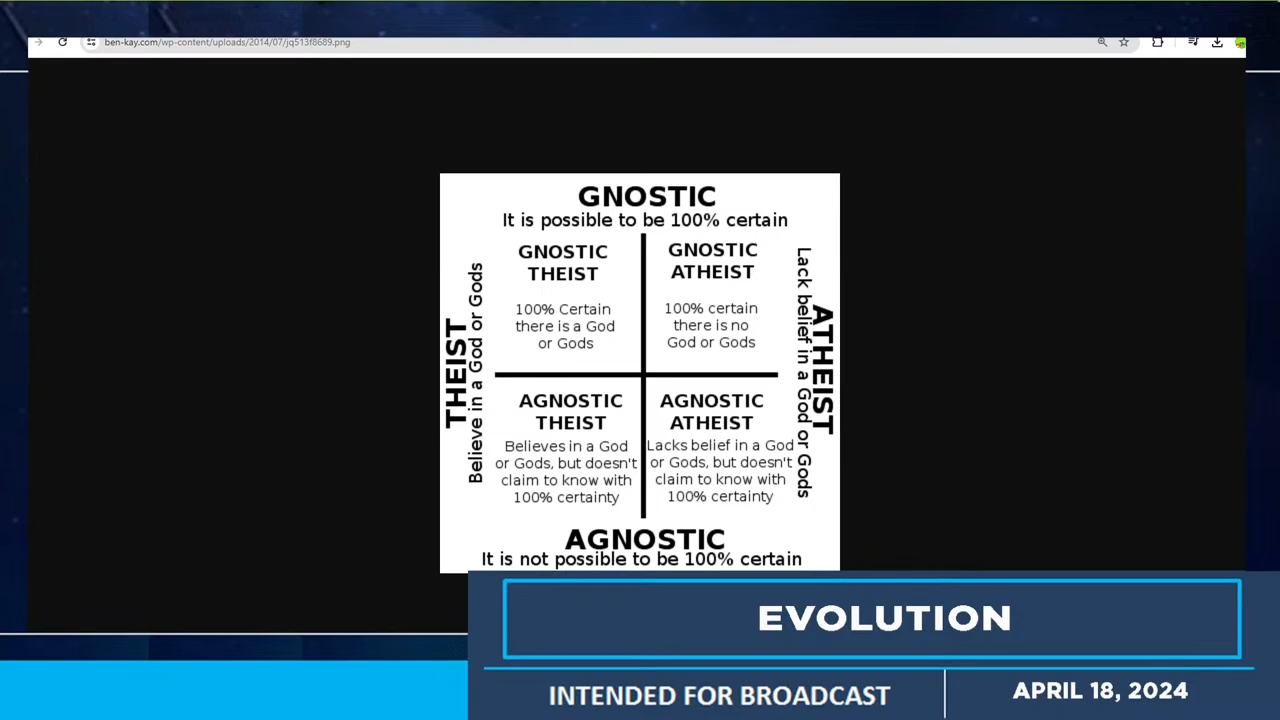 ben-kay.com/wp-content/uploads/2014/07/jq513f8689.png
GNOSTIC
It is possible to be 100% certain
GNOSTIC
THEIST
100% Certain
there is a God
or Gods
GNOSTIC
ATHEIST
100% certain
there is no
God or Gods
THEIST
Believe in a God or Gods
Lack belief in a God or Gods
ATHEIST
AGNOSTIC
THEIST
Believes in a God
or Gods, but doesn't
claim to know with
100% certainty
AGNOSTIC
ATHEIST
Lacks belief in a God
or Gods, but doesn't
claim to know with
100% certainty
AGNOSTIC
It is not possible to be 100% certain
EVOLUTION
INTENDED FOR BROADCAST
APRIL 18, 2024